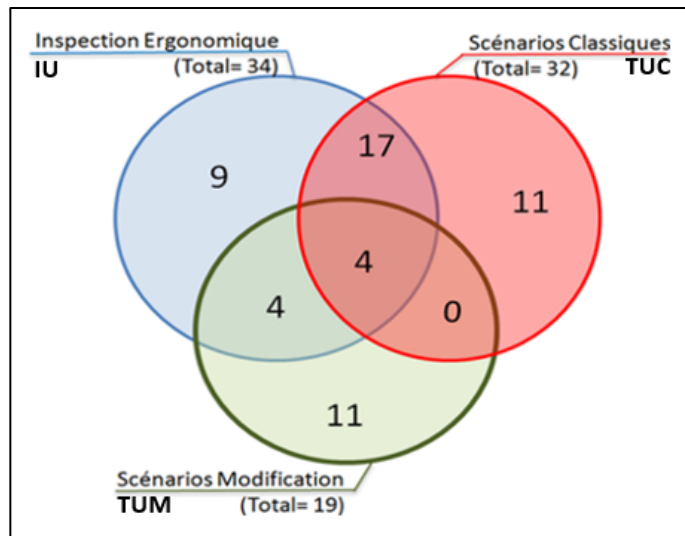 Inspection Ergonomique
IU (Total= 34)
Scénarios Classiques
(Total= 32) TUC
9
17
11
4
4
0
11
Scénarios Modification
TUM (Total= 19)